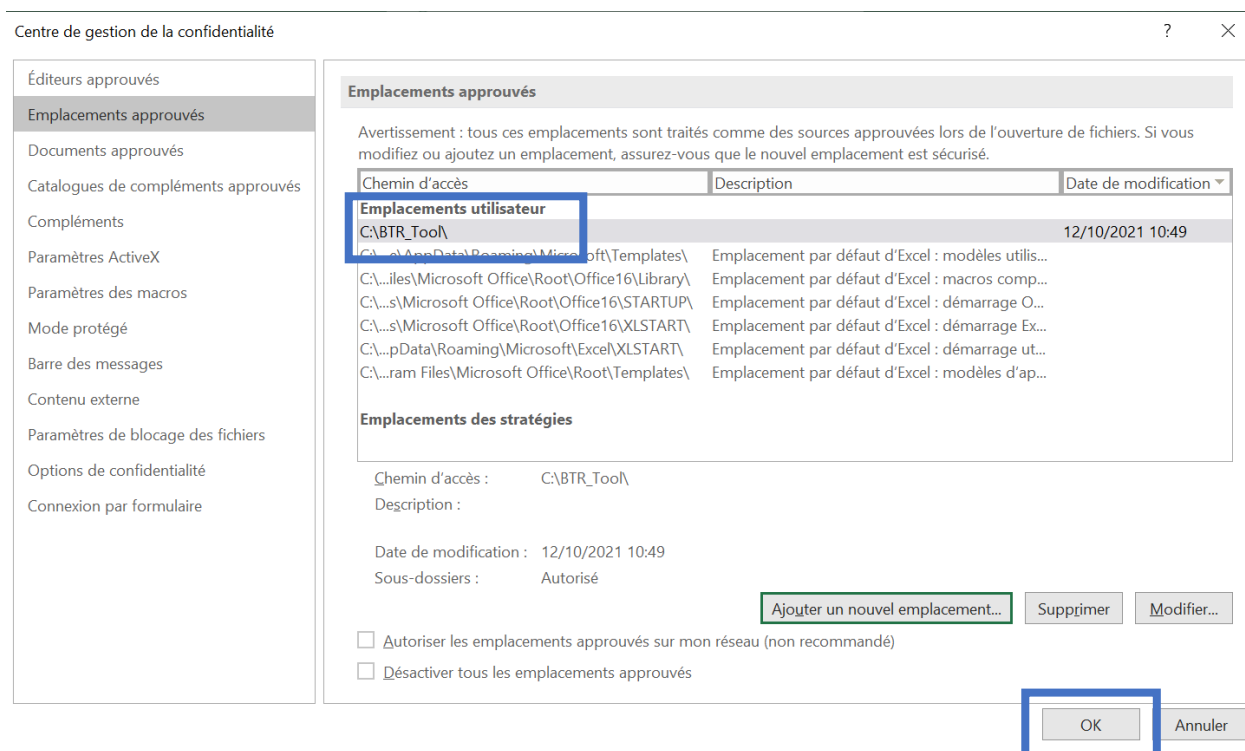 Centre de gestion de la confidentialité ?
Éditeurs approuvés
Emplacements approuvés
Documents approuvés
Catalogues de compléments approuvés
Compléments
Paramètres ActiveX
Paramètres des macros
Mode protégé
Barre des messages
Contenu externe
Paramètres de blocage des fichiers
Options de confidentialité
Connexion par formulaire
Emplacements approuvés
Avertissement : tous ces emplacements sont traités comme des sources approuvées lors de l’ouverture de fichiers. Si vous
modifiez ou ajoutez un emplacement, assurez-vous que le nouvel emplacement est sécurisé.
Chemin d’accès Description Date de modification
Emplacements utilisateur
C:\BTR_Tool\ 12/10/2021 10:49
C:\...e\AppData\Roaming\Microsoft\Templates\ Emplacement par défaut d’Excel : modèles utilis...
C:\...iles\Microsoft Office\Root\Office16\Library\ Emplacement par défaut d’Excel : macros comp...
C:\...s\Microsoft Office\Root\Office16\STARTUP\ Emplacement par défaut d’Excel : démarrage O...
C:\...s\Microsoft Office\Root\Office16\XLSTART\ Emplacement par défaut d’Excel : démarrage Ex...
C:\...pData\Roaming\Microsoft\Excel\XLSTART\ Emplacement par défaut d’Excel : démarrage ut...
C:\...ram Files\Microsoft Office\Root\Templates\ Emplacement par défaut d’Excel : modèles d’ap...
Emplacements des stratégies
Chemin d’accès : C:\BTR_Tool\
Description :
Date de modification : 12/10/2021 10:49
Sous-dossiers : Autorisé
Ajouter un nouvel emplacement... Supprimer Modifier...
Autoriser les emplacements approuvés sur mon réseau (non recommandé)
Désactiver tous les emplacements approuvés
OK Annuler